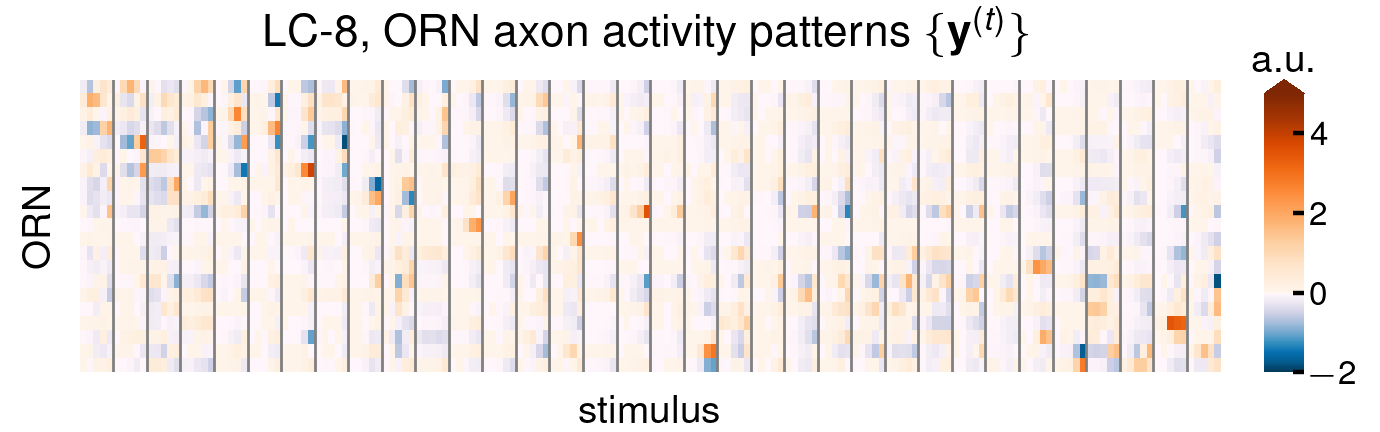 LC-8, ORN axon activity patterns {y^(t)}
a.u.
4
2
0
−2
ORN
stimulus